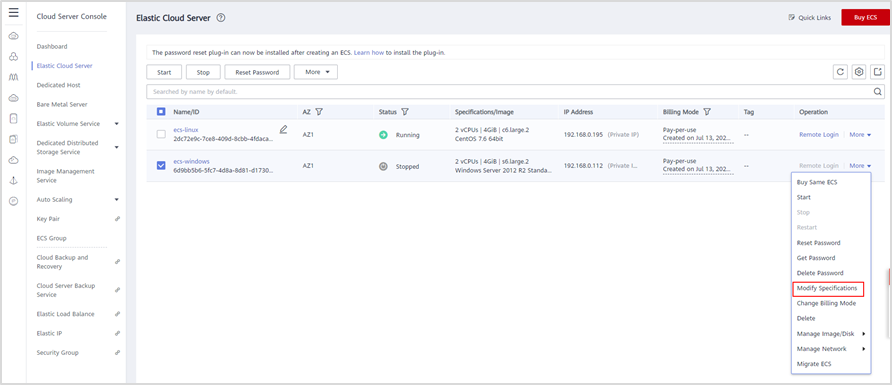 Cloud Server Console
Dashboard
Elastic Cloud Server
Dedicated Host
Bare Metal Server
Elastic Volume Service
Dedicated Distributed
Storage Service
Image Management
Service
Auto Scaling
Key Pair
ECS Group
Cloud Backup and
Recovery
Cloud Server Backup
Service
Elastic Load Balance
Elastic IP
Security Group
Elastic Cloud Server ?
Quick Links
Buy ECS
The password reset plug-in can now be installed after creating an ECS. Learn how to install the plug-in.
Start Stop Reset Password More
Searched by name by default.
Name/ID AZ Status Specifications/Image IP Address Billing Mode Tag Operation
ecs-linux
2dc72e9c-7ce8-409d-8cbb-4fdaca...
AZ1
Running
2 vCPUs | 4GiB | c6.large.2
CentOS 7.6 64bit
192.168.0.195 (Private IP)
Pay-per-use
Created on Jul 13, 202...
--
Remote Login More
ecs-windows
6d9bb5b6-5fc7-4d8a-8d81-d1730...
AZ1
Stopped
2 vCPUs | 4GiB | s6.large.2
Windows Server 2012 R2 Standa...
192.168.0.112 (Private I...
Pay-per-use
Created on Jul 13, 202...
--
Remote Login More
Buy Same ECS
Start
Stop
Restart
Reset Password
Get Password
Delete Password
Modify Specifications
Change Billing Mode
Delete
Manage Image/Disk
Manage Network
Migrate ECS